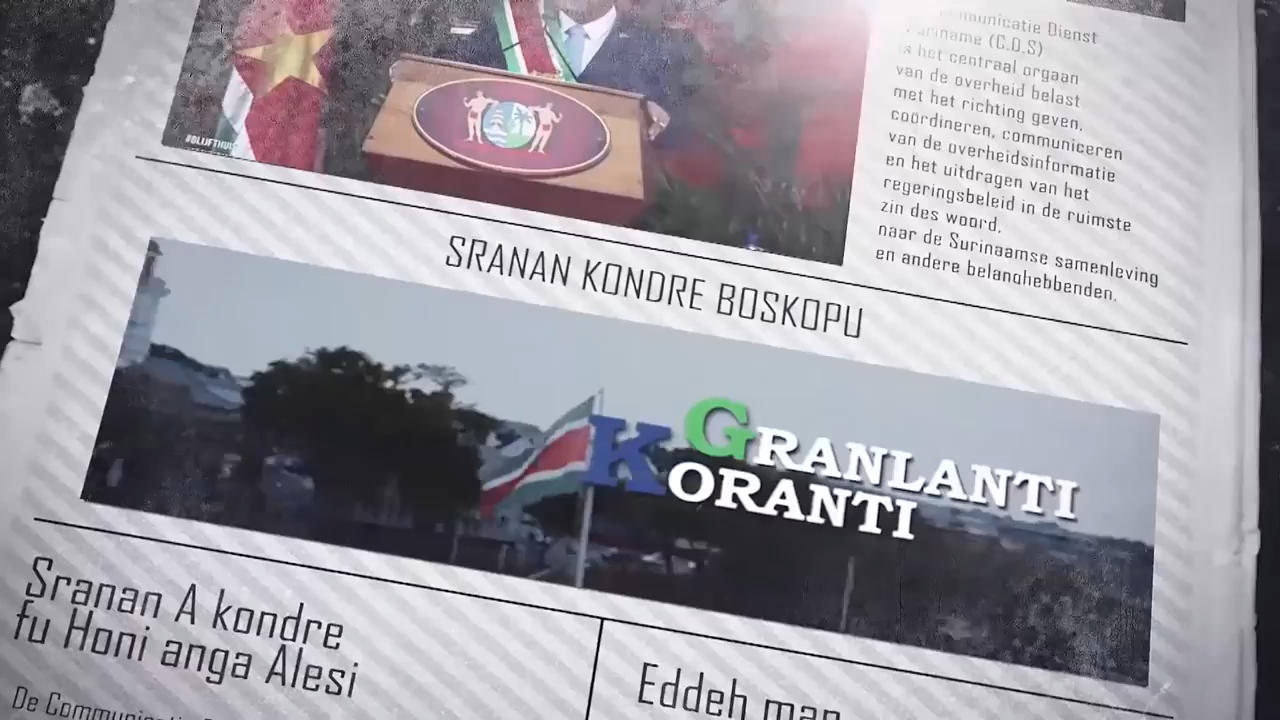 #BLIJFTHUIS
Dienst
(C.D.S)
is het centraal orgaan
van de overheid belast
met het richting geven,
coördineren, communiceren
van de overheidsinformatie
en het uitdragen van het
regeringsbeleid in de ruimste
zin des woord,
naar de Surinaamse samenleving
en andere belanghebbenden.
SRANAN KONDRE BOSKOPU
GRANLANTI
KORANTI
Sranan A kondre
fu Honi anga Alesi
De
Eddeh man